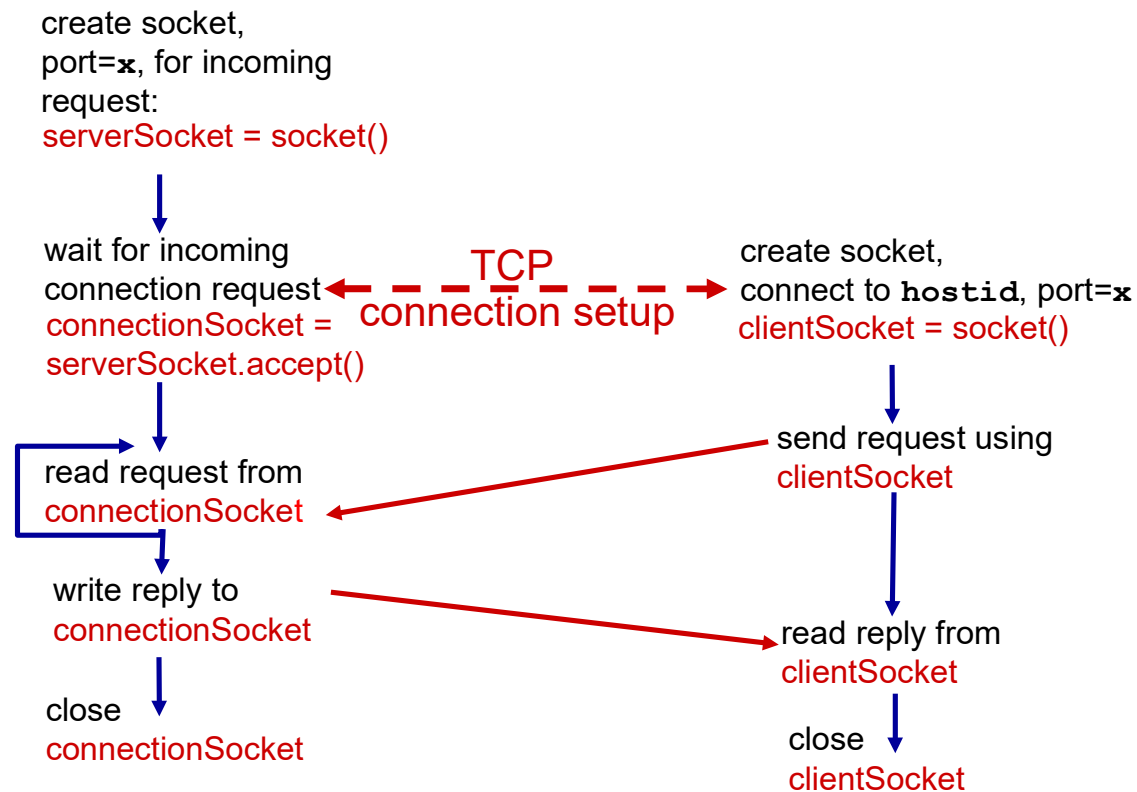 create socket,
port=x, for incoming
request:
serverSocket = socket()
wait for incoming
connection request
connectionSocket =
serverSocket.accept()
TCP
connection setup
create socket,
connect to hostid, port=x
clientSocket = socket()
read request from
connectionSocket
send request using
clientSocket
write reply to
connectionSocket
read reply from
clientSocket
close
connectionSocket
close
clientSocket